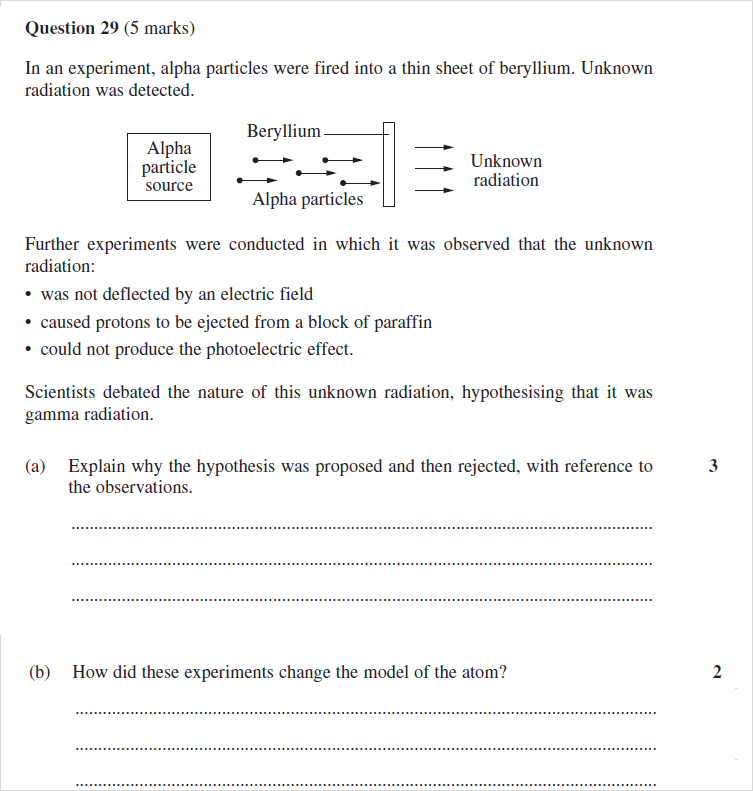 Question 29 (5 marks)
In an experiment, alpha particles were fired into a thin sheet of beryllium. Unknown
radiation was detected.
Beryllium
Alpha
particle
source
Unknown
radiation
Alpha particles
Further experiments were conducted in which it was observed that the unknown
radiation:
• was not deflected by an electric field
• caused protons to be ejected from a block of paraffin
• could not produce the photoelectric effect.
Scientists debated the nature of this unknown radiation, hypothesising that it was
gamma radiation.
(a) Explain why the hypothesis was proposed and then rejected, with reference to 3
the observations.
(b) How did these experiments change the model of the atom? 2